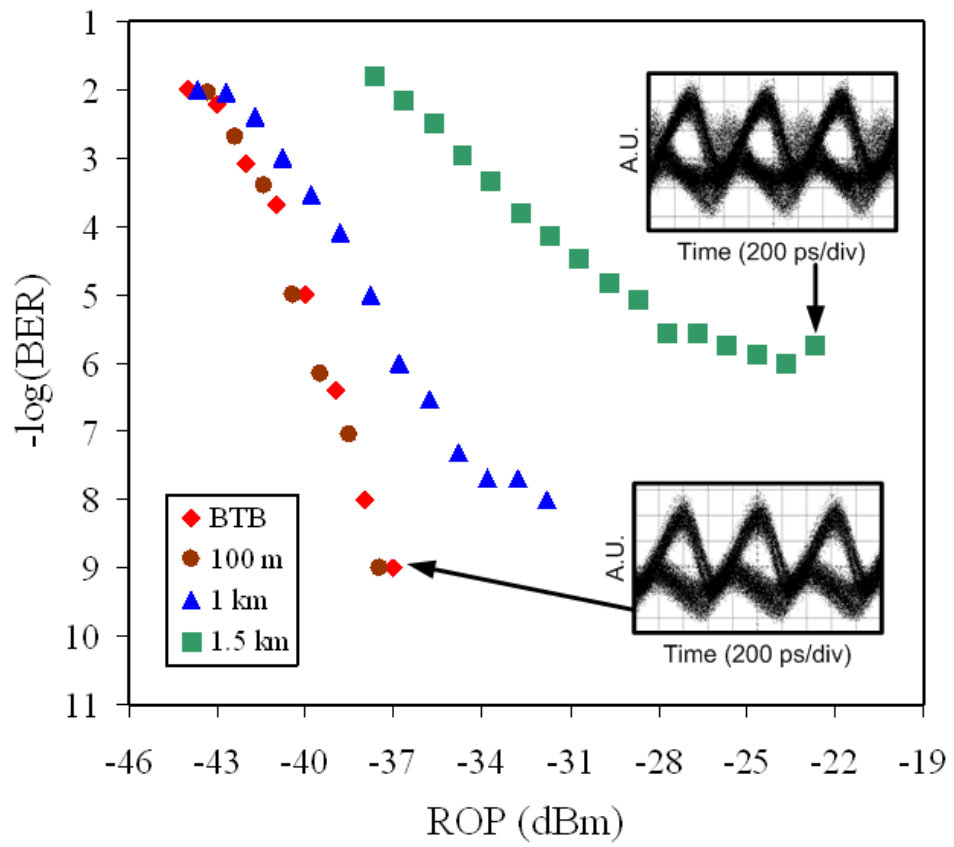 1
2
3
4
5
6
7
8
9
10
11
-log(BER)
A.U.
Time (200 ps/div)
A.U.
Time (200 ps/div)
BTB
100 m
1 km
1.5 km
-46 -43 -40 -37 -34 -31 -28 -25 -22 -19
ROP (dBm)